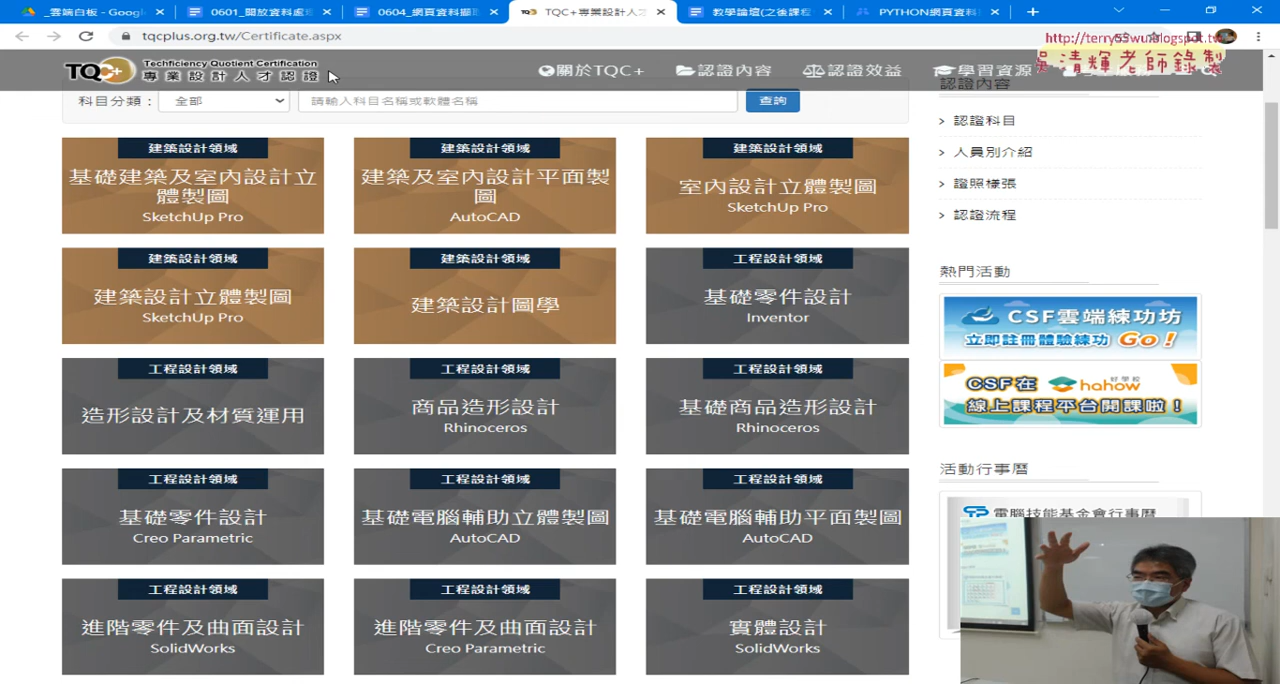 _雲端白板 - Googl
0601_開放資料處
0604_網頁資料擷
TQC+專業設計人才
教學論壇(之後課程
PYTHON網頁資料
tqcplus.org.tw/Certificate.aspx
http://terry55wu.blogspot.tw
吳清輝老師錄製
TQC+
Techficiency Quotient Certification
專業設計人才認證
關於TQC+
認證內容
認證效益
學習資源
科目分類：
全部
請輸入科目名稱或軟體名稱
查詢
建築設計領域
基礎建築及室內設計立
體製圖
SketchUp Pro
建築設計領域
建築及室內設計平面製
圖
AutoCAD
建築設計領域
室內設計立體製圖
SketchUp Pro
建築設計領域
建築設計立體製圖
SketchUp Pro
建築設計領域
建築設計圖學
工程設計領域
基礎零件設計
Inventor
工程設計領域
造形設計及材質運用
工程設計領域
商品造形設計
Rhinoceros
工程設計領域
基礎商品造形設計
Rhinoceros
工程設計領域
基礎零件設計
Creo Parametric
工程設計領域
基礎電腦輔助立體製圖
AutoCAD
工程設計領域
基礎電腦輔助平面製圖
AutoCAD
工程設計領域
進階零件及曲面設計
SolidWorks
工程設計領域
進階零件及曲面設計
Creo Parametric
工程設計領域
實體設計
SolidWorks
認證內容
> 認證科目
> 人員別介紹
> 證照樣張
> 認證流程
熱門活動
CSF雲端練功坊
立即註冊體驗練功 Go！
CSF在 好學校 hahow
線上課程平台開課啦！
活動行事曆
電腦技能基金會行事曆